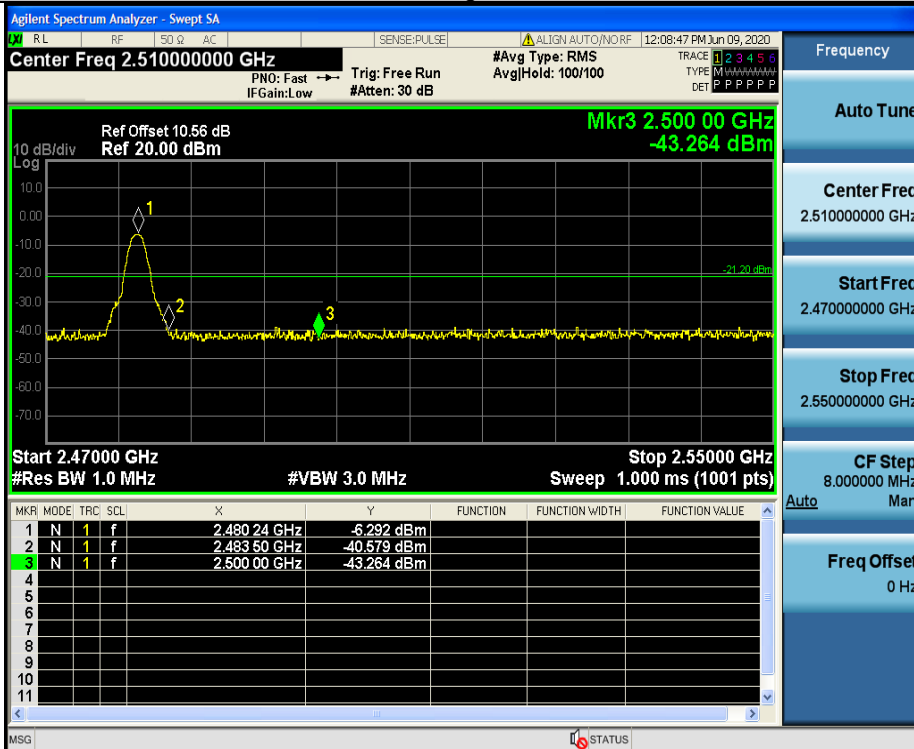 Agilent Spectrum Analyzer - Swept SA
LXI RL RF 50 Ω AC SENSE:PULSE ALIGN AUTO/NO RF 12:08:47 PM Jun 09, 2020
Center Freq 2.510000000 GHz #Avg Type: RMS TRACE 1 2 3 4 5 6
PNO: Fast Trig: Free Run Avg|Hold: 100/100 TYPE M WWWWW
IFGain:Low #Atten: 30 dB DET P P P P P P
Mkr3 2.500 00 GHz
Ref Offset 10.56 dB
10 dB/div Ref 20.00 dBm -43.264 dBm
Log
10.0
0.00
-10.0
-20.0
-30.0
-40.0
-50.0
-60.0
-70.0
1
2
3
-21.20 dBm
Start 2.47000 GHz Stop 2.55000 GHz
#Res BW 1.0 MHz #VBW 3.0 MHz Sweep 1.000 ms (1001 pts)
MKR MODE TRC SCL X Y FUNCTION FUNCTION WIDTH FUNCTION VALUE
1 N 1 f 2.480 24 GHz -6.292 dBm
2 N 1 f 2.483 50 GHz -40.579 dBm
3 N 1 f 2.500 00 GHz -43.264 dBm
4
5
6
7
8
9
10
11
MSG STATUS
Frequency
Auto Tune
Center Freq
2.510000000 GHz
Start Freq
2.470000000 GHz
Stop Freq
2.550000000 GHz
CF Step
8.000000 MHz
Auto Man
Freq Offset
0 Hz